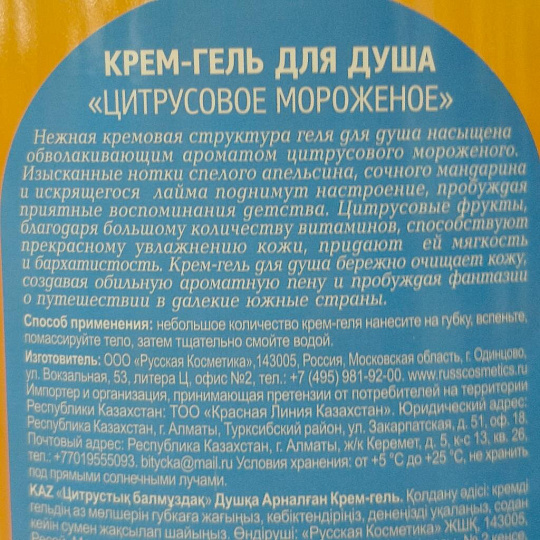 КРЕМ-ГЕЛЬ ДЛЯ ДУША
«ЦИТРУСОВОЕ МОРОЖЕНОЕ»
Нежная кремовая структура геля для душа насыщена
обволакивающим ароматом цитрусового мороженого.
Изысканные нотки спелого апельсина, сочного мандарина
и искрящегося лайма поднимут настроение, пробуждая
приятные воспоминания детства. Цитрусовые фрукты,
благодаря большому количеству витаминов, способствуют
прекрасному увлажнению кожи, придают ей мягкость
и бархатистость. Крем-гель для душа бережно очищает кожу,
создавая обильную ароматную пену и пробуждая фантазии
о путешествии в далекие южные страны.
Способ применения: небольшое количество крем-геля нанесите на губку, вспеньте,
помассируйте тело, затем тщательно смойте водой.
Изготовитель: ООО «Русская Косметика»,143005, Россия, Московская область, г. Одинцово,
ул. Вокзальная, 53, литера Ц, офис №2, тел.: +7 (495) 981-92-00. www.russcosmetics.ru
Импортер и организация, принимающая претензии от потребителей на территории
Республики Казахстан: ТОО «Красная Линия Казахстан». Юридический адрес:
Республика Казахстан, г. Алматы, Турксибский район, ул. Закарпатская, д. 51, оф. 18.
Почтовый адрес: Республика Казахстан, г. Алматы, ж/к Керемет, д. 5, к-с 13, кв. 26,
тел.: +77019555093. bitycka@mail.ru Условия хранения: от +5 °С до +25 °С, не хранить
под прямыми солнечными лучами.
KAZ «Цитрустық балмұздақ» Душқа Арналған Крем-гель. Қолдану әдісі: кремді
гельдің аз мөлшерін губкаға жағыңыз, көбіктендіріңіз, денеңізді уқалаңыз, содан
кейін сумен жақсылап шайыңыз. Өндіруші: «Русская Косметика» ЖШҚ, 143005,